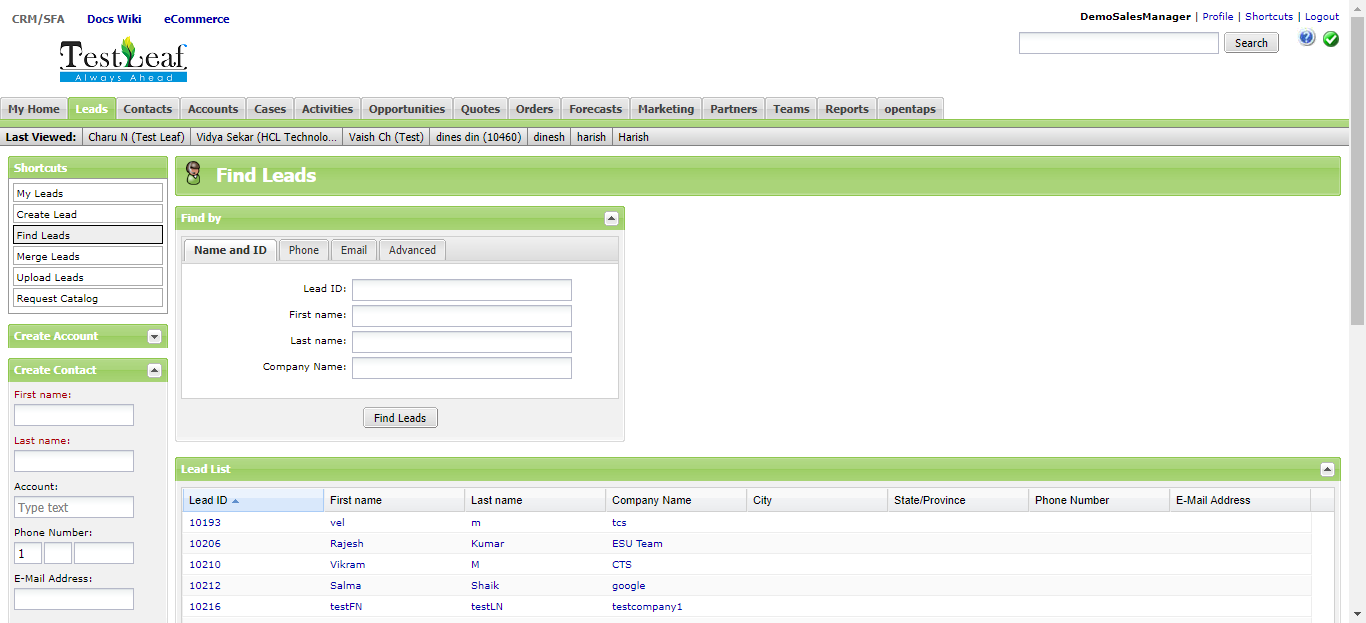 CRM/SFA Docs Wiki eCommerce
DemoSalesManager | Profile | Shortcuts | Logout
TestLeaf
Always Ahead
Search
My Home Leads Contacts Accounts Cases Activities Opportunities Quotes Orders Forecasts Marketing Partners Teams Reports opentaps
Last Viewed: Charu N (Test Leaf) Vidya Sekar (HCL Technolo... Vaish Ch (Test) dines din (10460) dinesh harish Harish
Shortcuts
My Leads
Create Lead
Find Leads
Merge Leads
Upload Leads
Request Catalog
Create Account
Create Contact
First name:
Last name:
Account:
Type text
Phone Number:
1
E-Mail Address:
Find Leads
Find by
Name and ID Phone Email Advanced
Lead ID:
First name:
Last name:
Company Name:
Find Leads
Lead List
Lead ID First name Last name Company Name City State/Province Phone Number E-Mail Address
10193 vel m tcs
10206 Rajesh Kumar ESU Team
10210 Vikram M CTS
10212 Salma Shaik google
10216 testFN testLN testcompany1